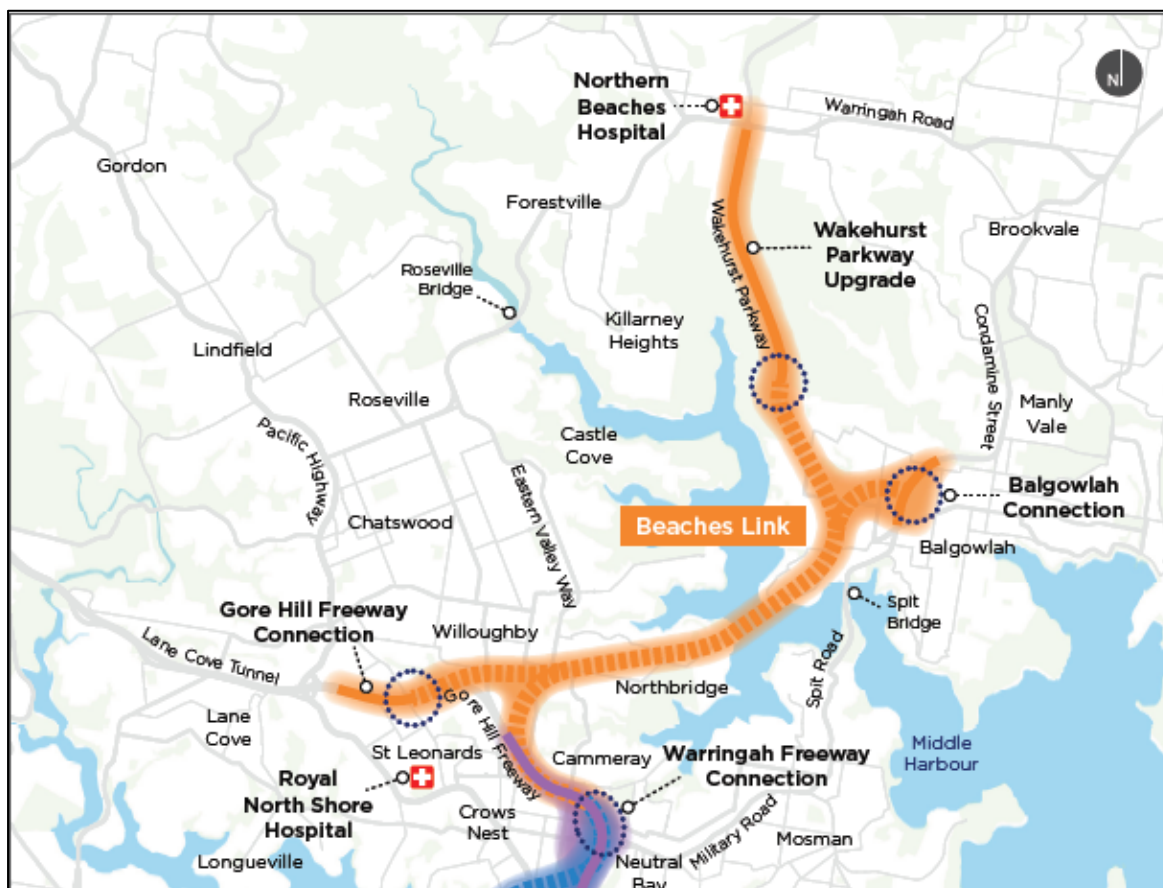 N
Northern
Beaches
Hospital
Warringah Road
Gordon
Forestville
Wakehurst Parkway
Wakehurst
Parkway
Upgrade
Brookvale
Roseville
Bridge
Killarney
Heights
Condamine Street
Lindfield
Roseville
Manly
Vale
Pacific Highway
Castle
Cove
Eastern Valley Way
Chatswood
Beaches Link
Balgowlah
Connection
Balgowlah
Gore Hill Freeway
Connection
Willoughby
Spit
Bridge
Lane Cove Tunnel
Spit Road
Northbridge
Gore Hill Freeway
Lane
Cove
St Leonards
Cammeray
Warringah Freeway
Connection
Middle
Harbour
Royal
North Shore
Hospital
Crows
Nest
Military Road
Mosman
Longueville
Neutral
Bay